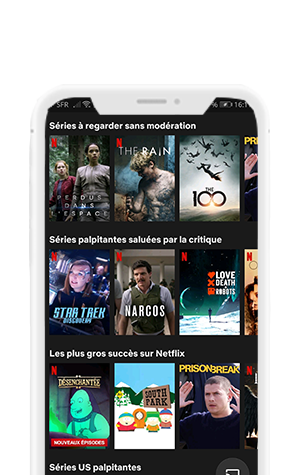 SFR
16:1
Séries à regarder sans modération
N
PERDUS
DANS
L'ESPACE
N
THE RAIN
THE
100
PRISON
Séries palpitantes saluées par la critique
N
STAR TREK
DISCOVERY
N
NARCOS
N
LOVE
DEATH
& ROBOTS
N
Les plus gros succès sur Netflix
N
DÉSENCHANTÉE
NOUVEAUX ÉPISODES
SOUTH
PARK
PRISON BREAK
Séries US palpitantes